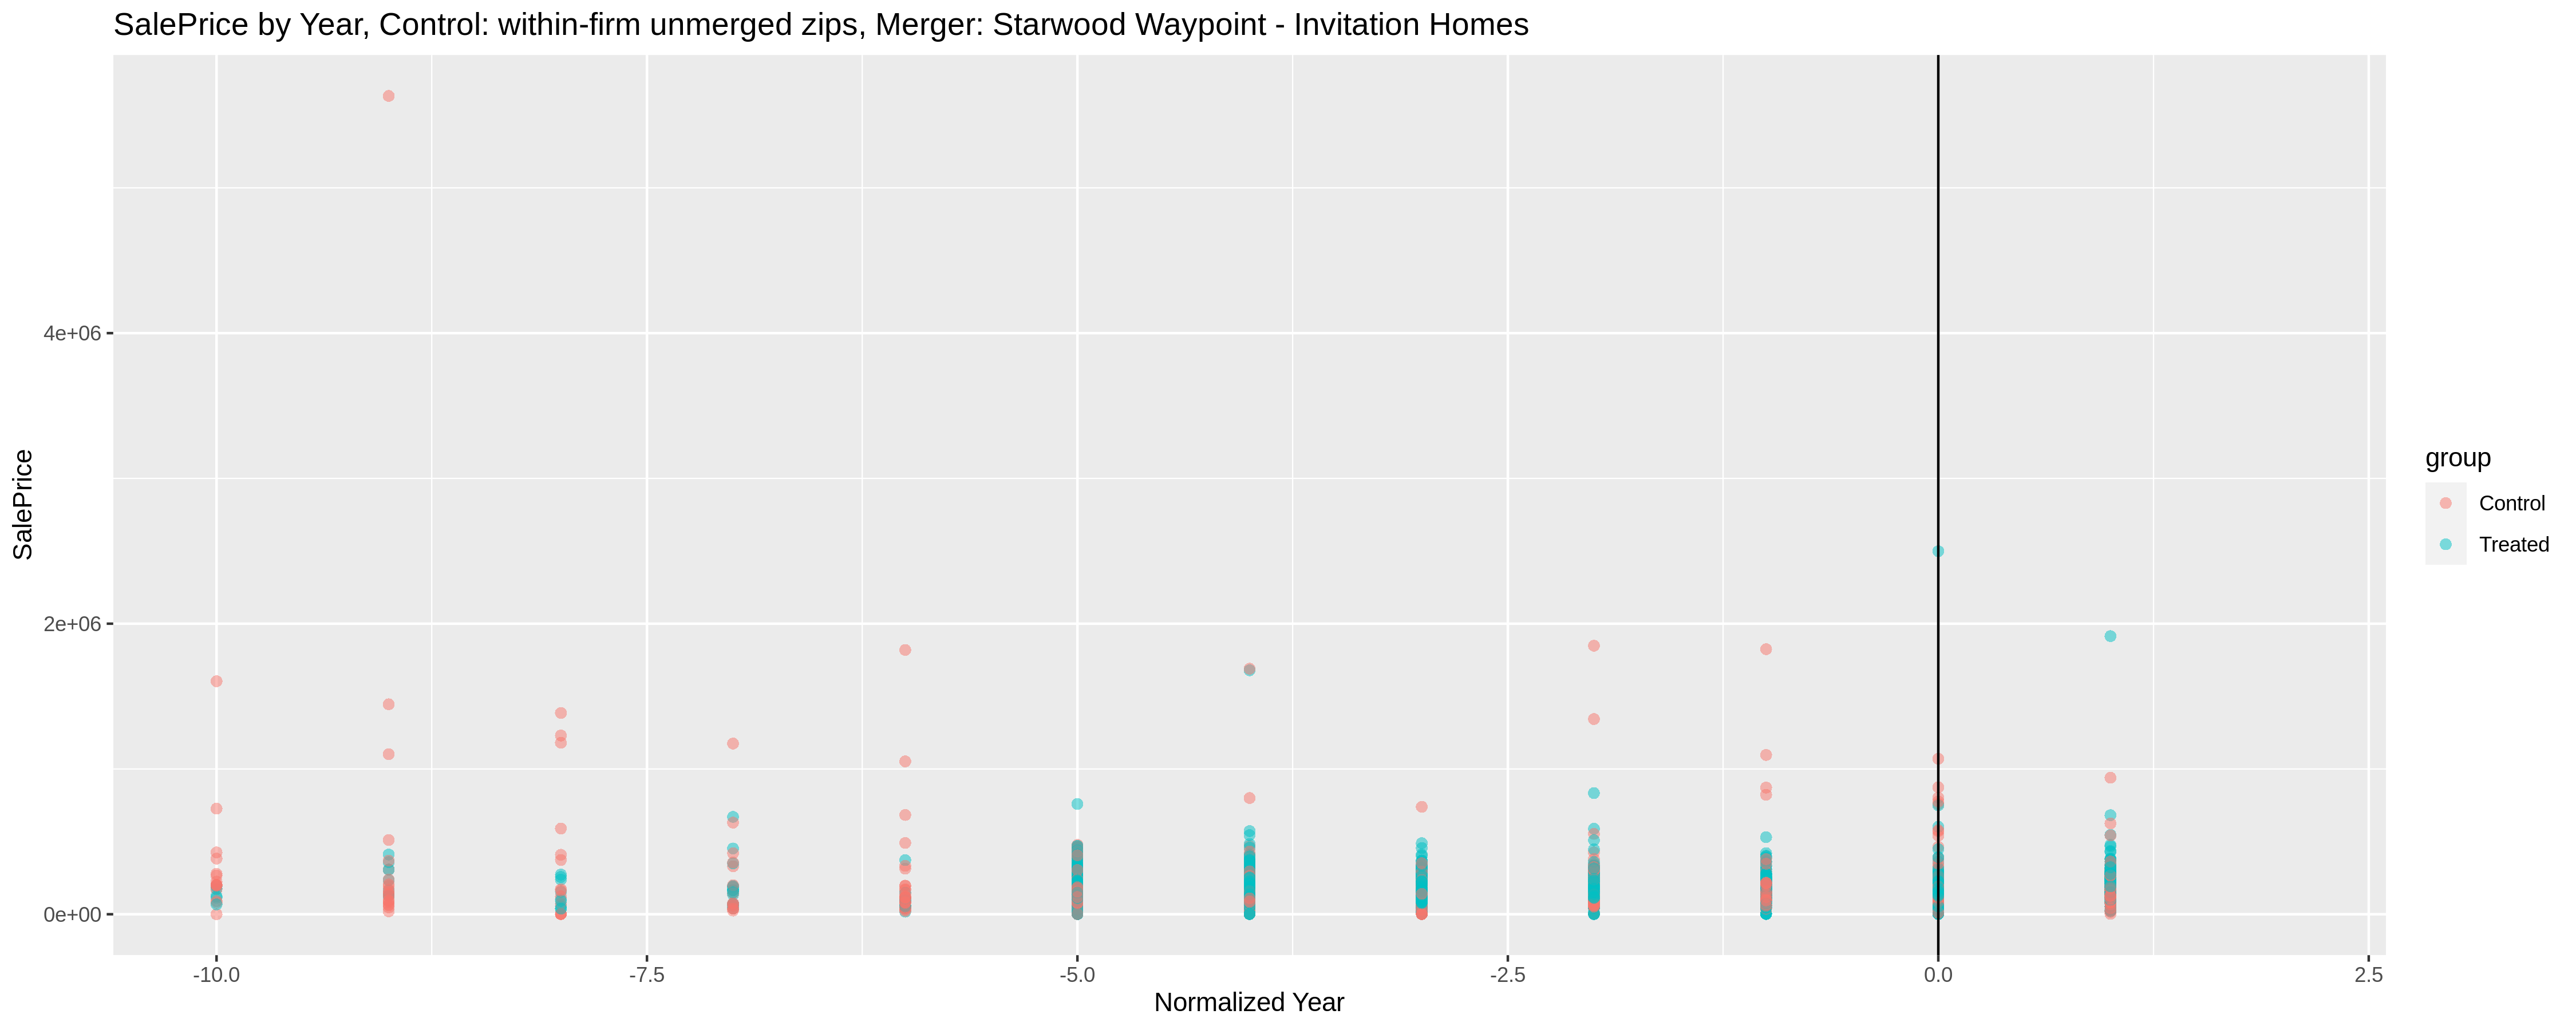 SalePrice by Year, Control: within-firm unmerged zips, Merger: Starwood Waypoint - Invitation Homes
SalePrice
4e+06
2e+06
0e+00
-10.0
-7.5
-5.0
-2.5
0.0
2.5
Normalized Year
group
Control
Treated